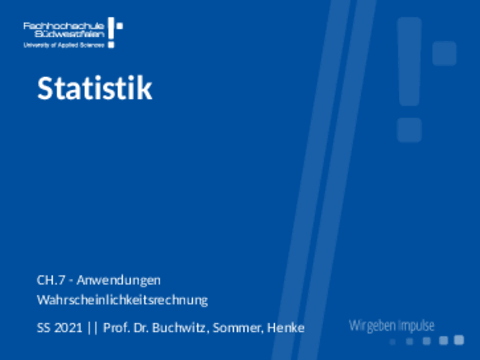 Fachhochschule
Südwestfalen
University of Applied Sciences
Statistik
CH.7 - Anwendungen
Wahrscheinlichkeitsrechnung
SS 2021 || Prof. Dr. Buchwitz, Sommer, Henke
Wir geben Impulse